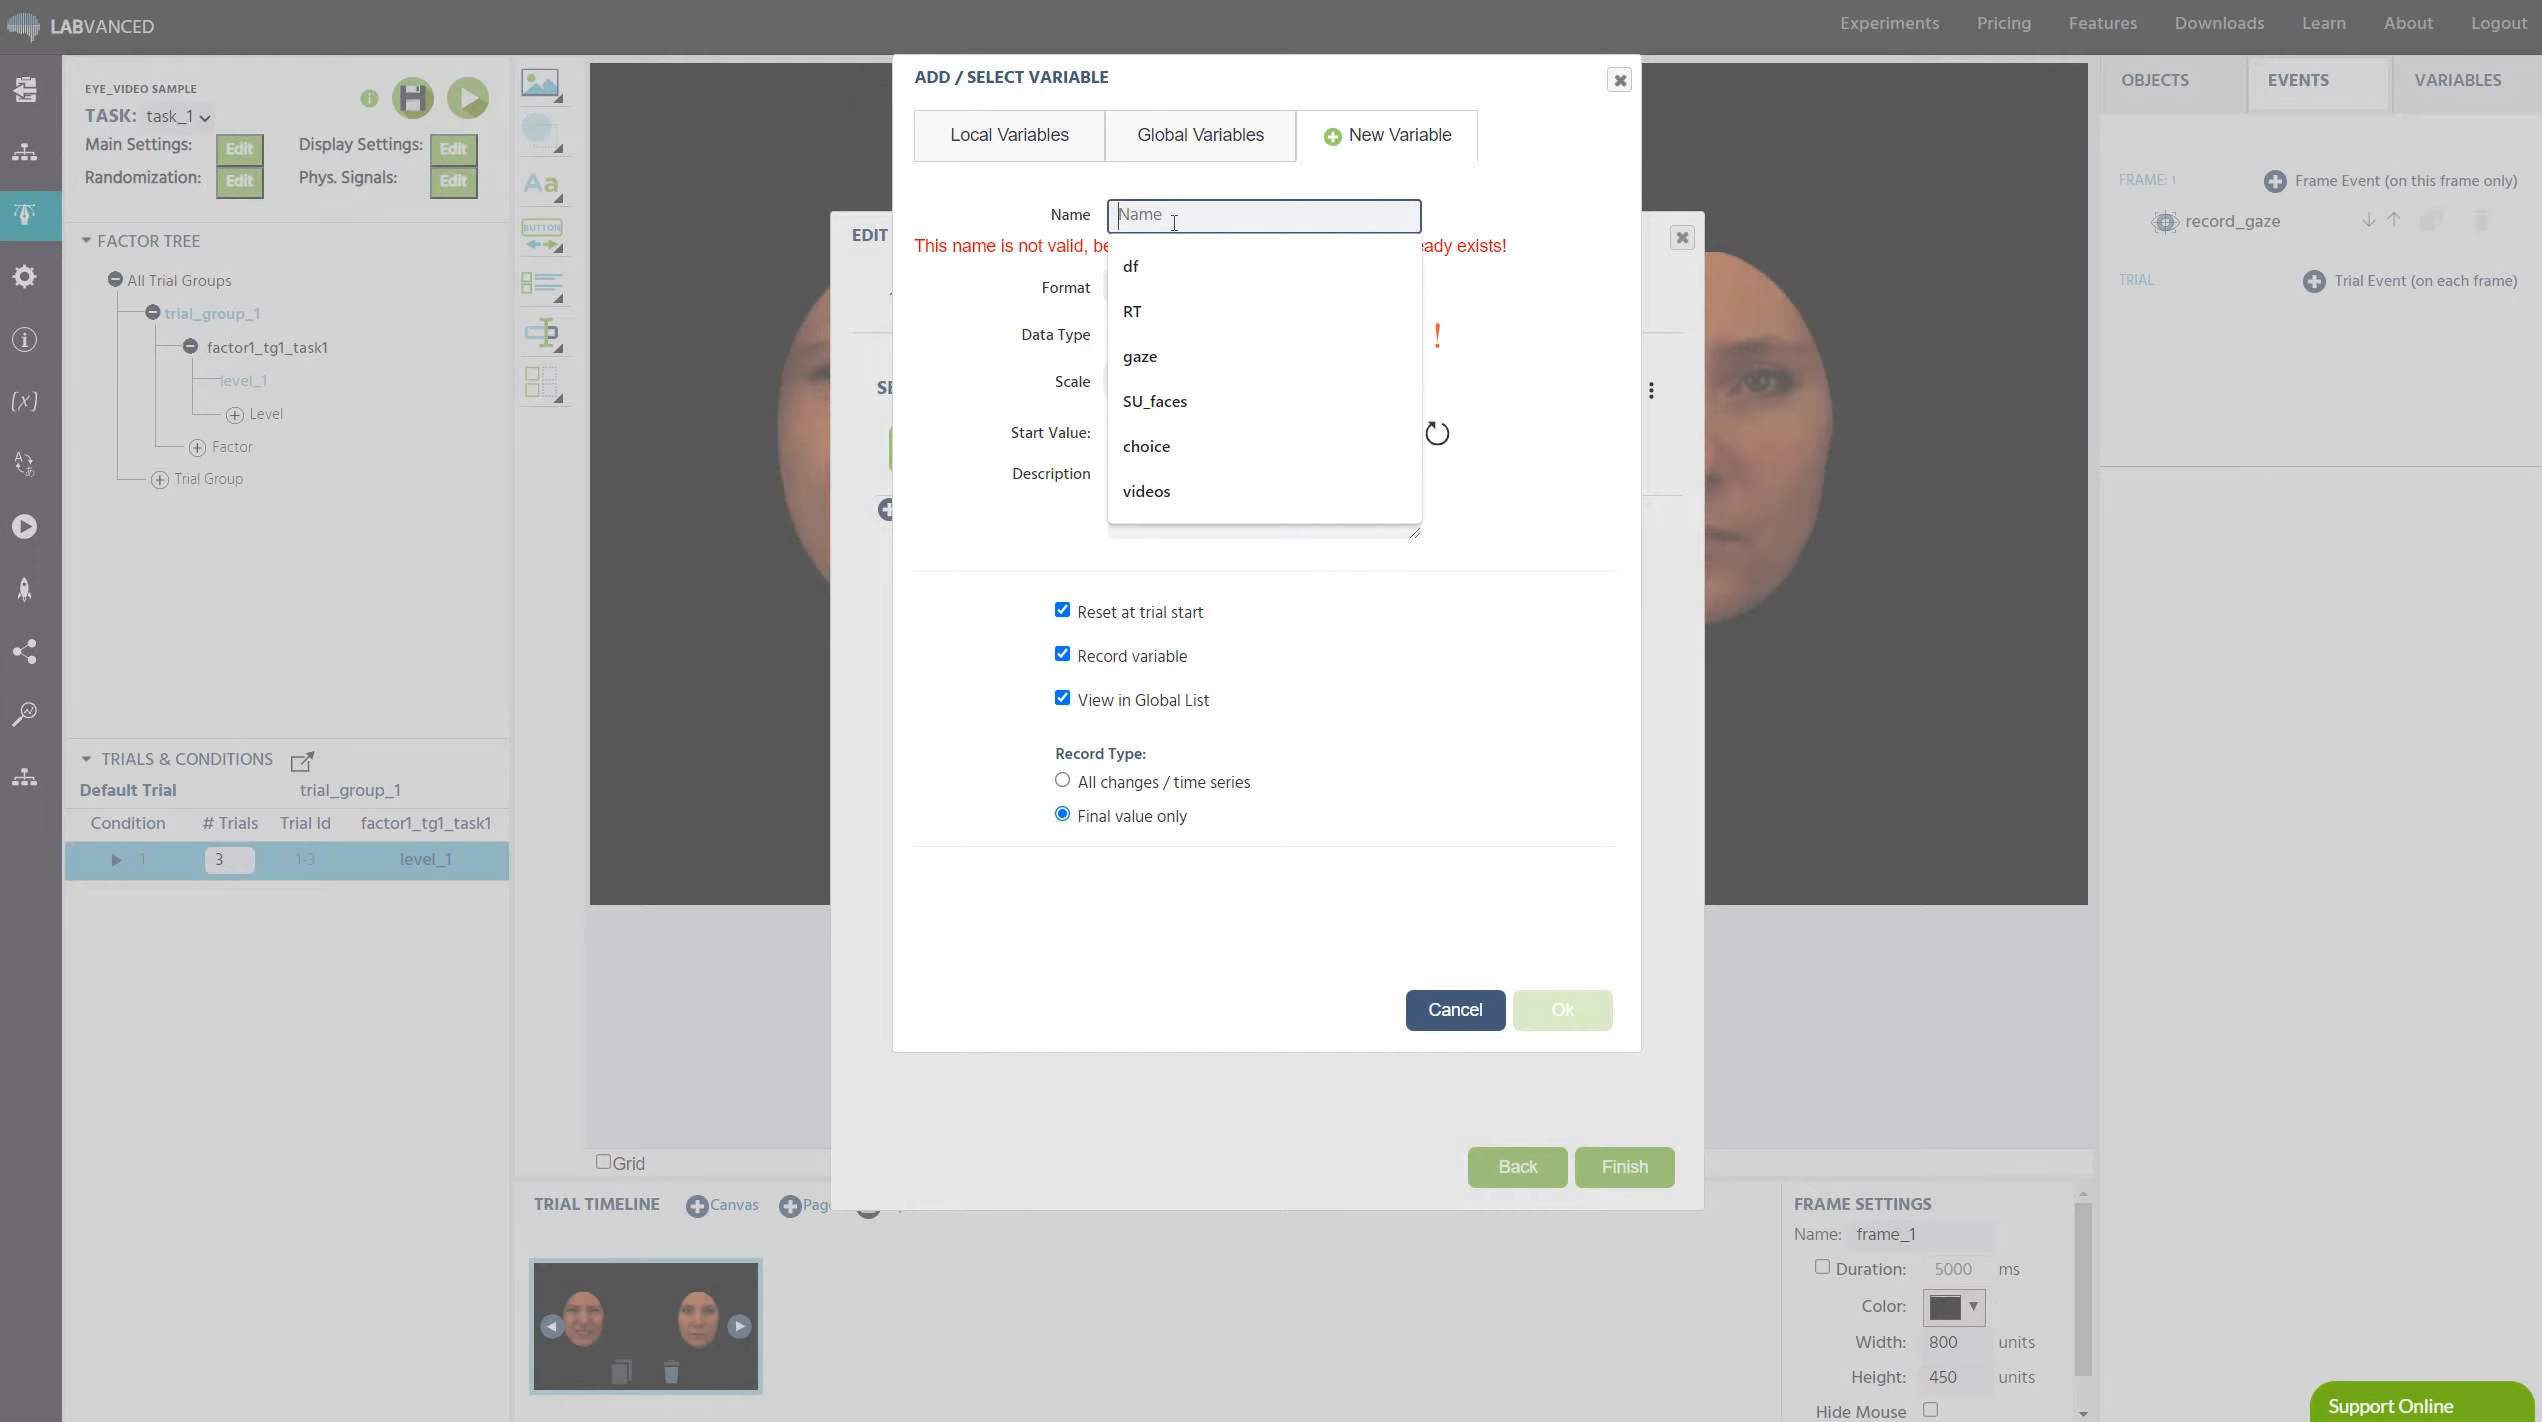 LABVANCED
Experiments Pricing Features Downloads Learn About Logout
EYE_VIDEO SAMPLE
TASK: task_1
Main Settings: Edit Display Settings: Edit
Randomization: Edit Phys. Signals: Edit
FACTOR TREE
All Trial Groups
trial_group_1
factor1_tg1_task1
level_1
Level
Factor
Trial Group
TRIALS & CONDITIONS
Default Trial trial_group_1
Condition # Trials Trial Id factor1_tg1_task1
1 3 1-3 level_1
Aa
BUTTON
EDIT
ADD / SELECT VARIABLE
Local Variables Global Variables New Variable
Name Name
This name is not valid, be
eady exists!
df
RT
gaze
SU_faces
choice
videos
Format
Data Type
!
Scale
Start Value:
Description
Reset at trial start
Record variable
View in Global List
Record Type:
All changes / time series
Final value only
Cancel Ok
Back Finish
Grid
TRIAL TIMELINE Canvas Page
OBJECTS EVENTS VARIABLES
FRAME: 1 Frame Event (on this frame only)
record_gaze
TRIAL Trial Event (on each frame)
FRAME SETTINGS
Name: frame_1
Duration: 5000 ms
Color:
Width: 800 units
Height: 450 units
Hide Mouse
Support Online